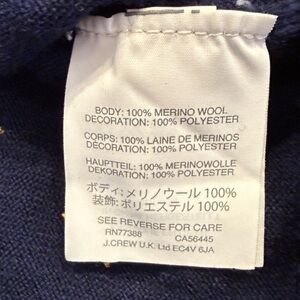 BODY: 100% MERINO WOOL
DECORATION: 100% POLYESTER
CORPS: 100% LAINE DE MERINOS
DÉCORATION: 100% POLYESTER
HAUPTTEIL: 100% MERINOWOLLE
DEKORATION: 100% POLYESTER
ボディ: メリノウール 100%
装飾: ポリエステル 100%
SEE REVERSE FOR CARE
RN77388 CA56445
J.CREW U.K. Ltd EC4V 6JA